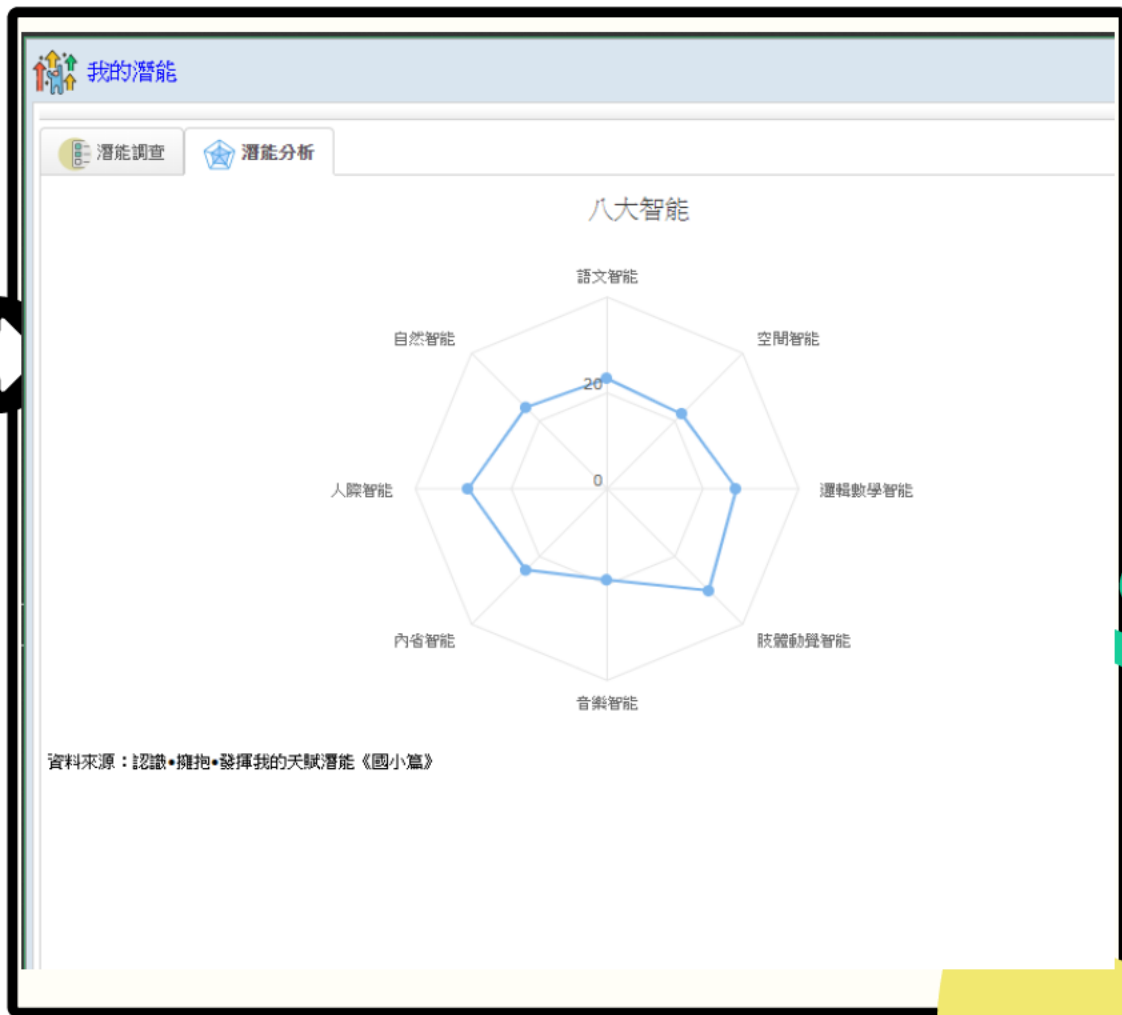 我的潛能
潛能調查
潛能分析
八大智能
語文智能
自然智能
空間智能
20
人際智能
0
邏輯數學智能
內省智能
肢體動覺智能
音樂智能
資料來源：認識•擁抱•發揮我的天賦潛能《國小篇》